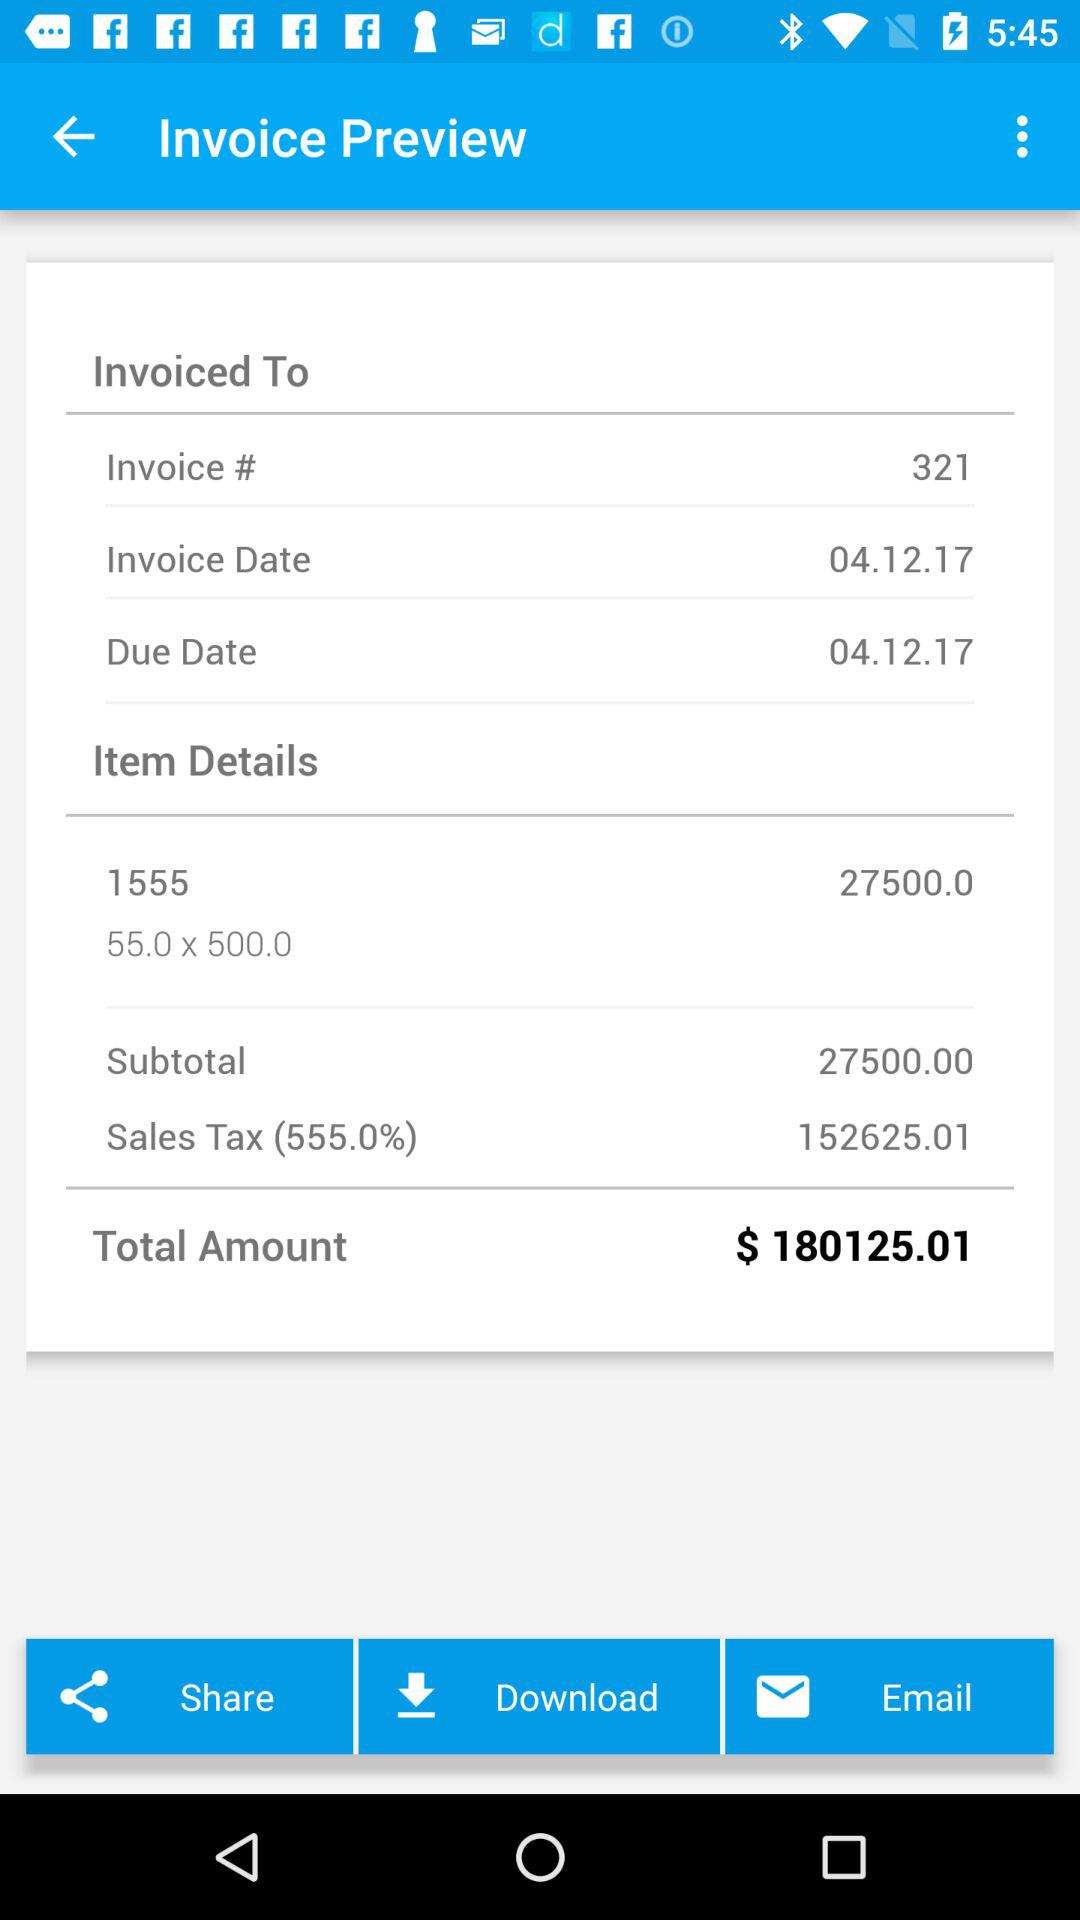 5:45
Invoice Preview
Invoiced To
Invoice # 321
Invoice Date 04.12.17
Due Date 04.12.17
Item Details
1555 27500.0
55.0 x 500.0
Subtotal 27500.00
Sales Tax (555.0%) 152625.01
Total Amount $ 180125.01
Share Download Email